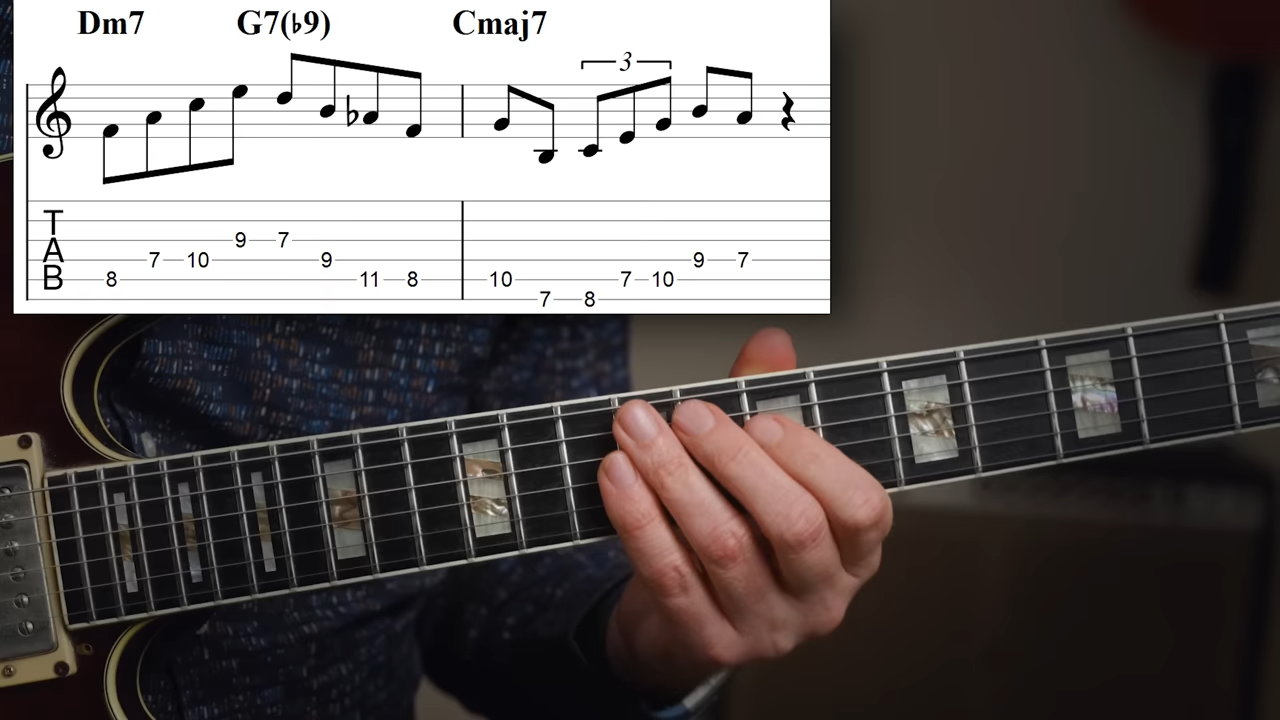 Dm7 G7(♭9) Cmaj7
3
T
A
B
9 7
7 10 9 9 7
8 11 8 10 7 10
7 8